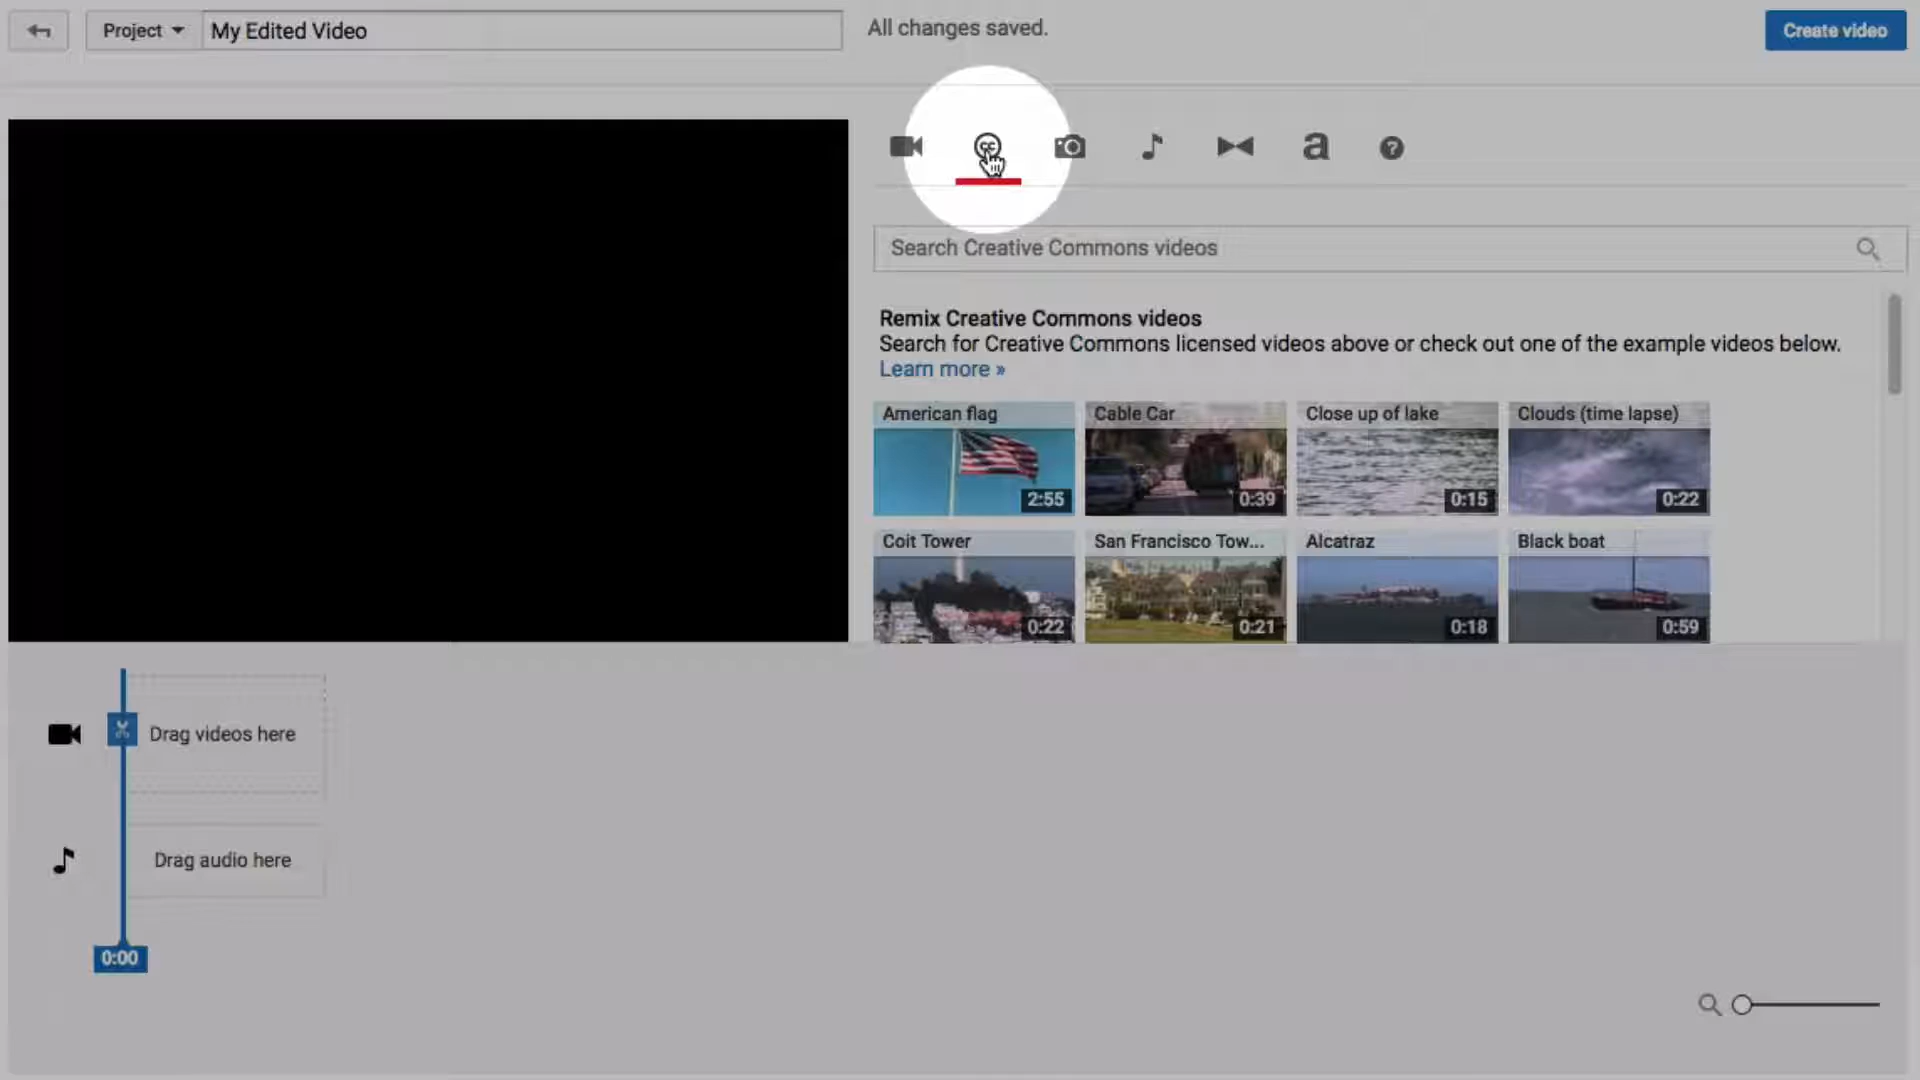 Project
My Edited Video
All changes saved.
Create video
cc
a
?
Search Creative Commons videos
Remix Creative Commons videos
Search for Creative Commons licensed videos above or check out one of the example videos below.
Learn more »
American flag
2:55
Cable Car
0:39
Close up of lake
0:15
Clouds (time lapse)
0:22
Coit Tower
0:22
San Francisco Tow...
0:21
Alcatraz
0:18
Black boat
0:59
Drag videos here
Drag audio here
0:00